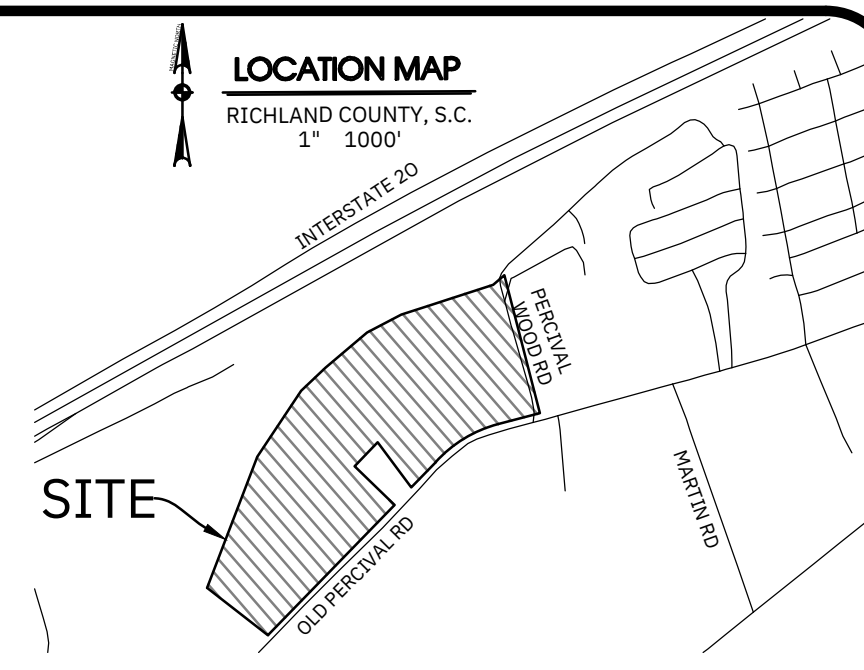 LOCATION MAP
RICHLAND COUNTY, S.C.
1" 1000'
INTERSTATE 20
PERCIVAL
WOOD RD
SITE
MARTIN RD
OLD PERCIVAL RD